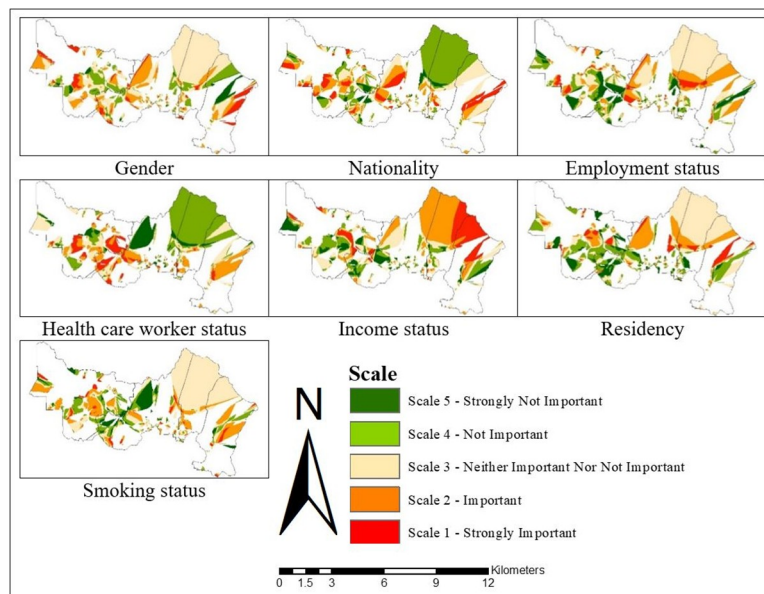 Gender
Nationality
Employment status
Health care worker status
Income status
Residency
Smoking status
N
Scale
Scale 5 - Strongly Not Important
Scale 4 - Not Important
Scale 3 - Neither Important Nor Not Important
Scale 2 - Important
Scale 1 - Strongly Important
Kilometers
0 1.5 3 6 9 12